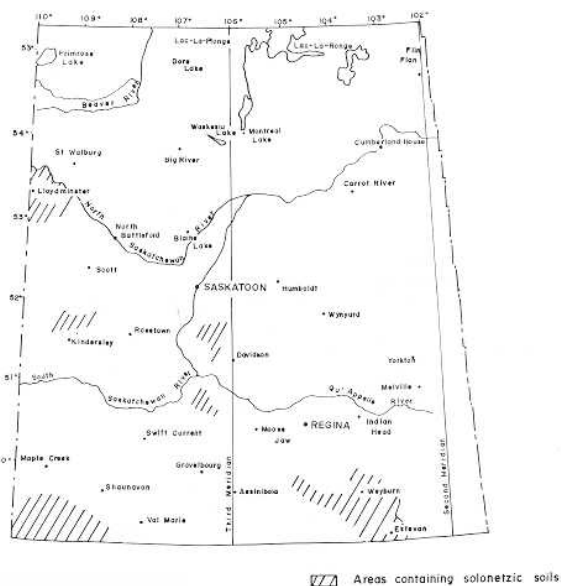 110° 109° 108° 107° 106° 105° 104° 103° 102°
53°
Primrose
Lake
Lac-La-Plonge
Dore
Lake
Lac-La-Ronge
Flin
Flon
Beaver River
54°
Waskesiu
Lake
Montreal
Lake
Cumberland House
St Walburg
Big River
Lloydminster
Carrot River
53°
North
Saskatchewan
River
North
Battleford
Blaine
Lake
Scott
SASKATOON
Humboldt
52°
Wynyard
Kindersley
Rosetown
Davidson
Yorkton
51°
South
Saskatchewan
River
Qu' Appelle
River
Melville
Indian
Head
Swift Current
Moose
Jaw
REGINA
0°
Maple Creek
Gravelbourg
Third Meridian
Second Meridian
Shaunavon
Assiniboia
Weyburn
Val Marie
Estevan
Areas containing solonetzic soils